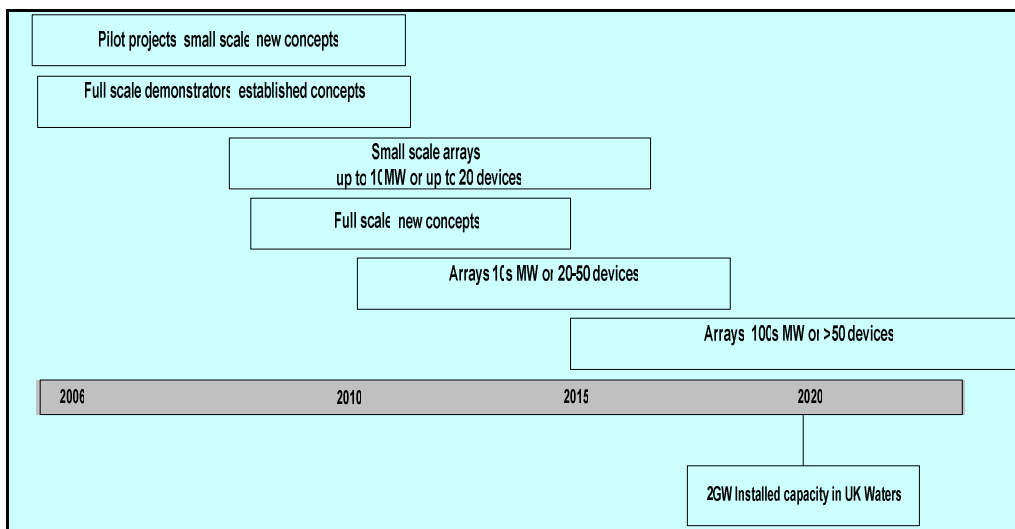 Pilot projects small scale new concepts
Full scale demonstrators established concepts
Small scale arrays
up to 10MW or up to 20 devices
Full scale new concepts
Arrays 10s MW or 20-50 devices
Arrays 100s MW or >50 devices
2006 2010 2015 2020
2GW Installed capacity in UK Waters